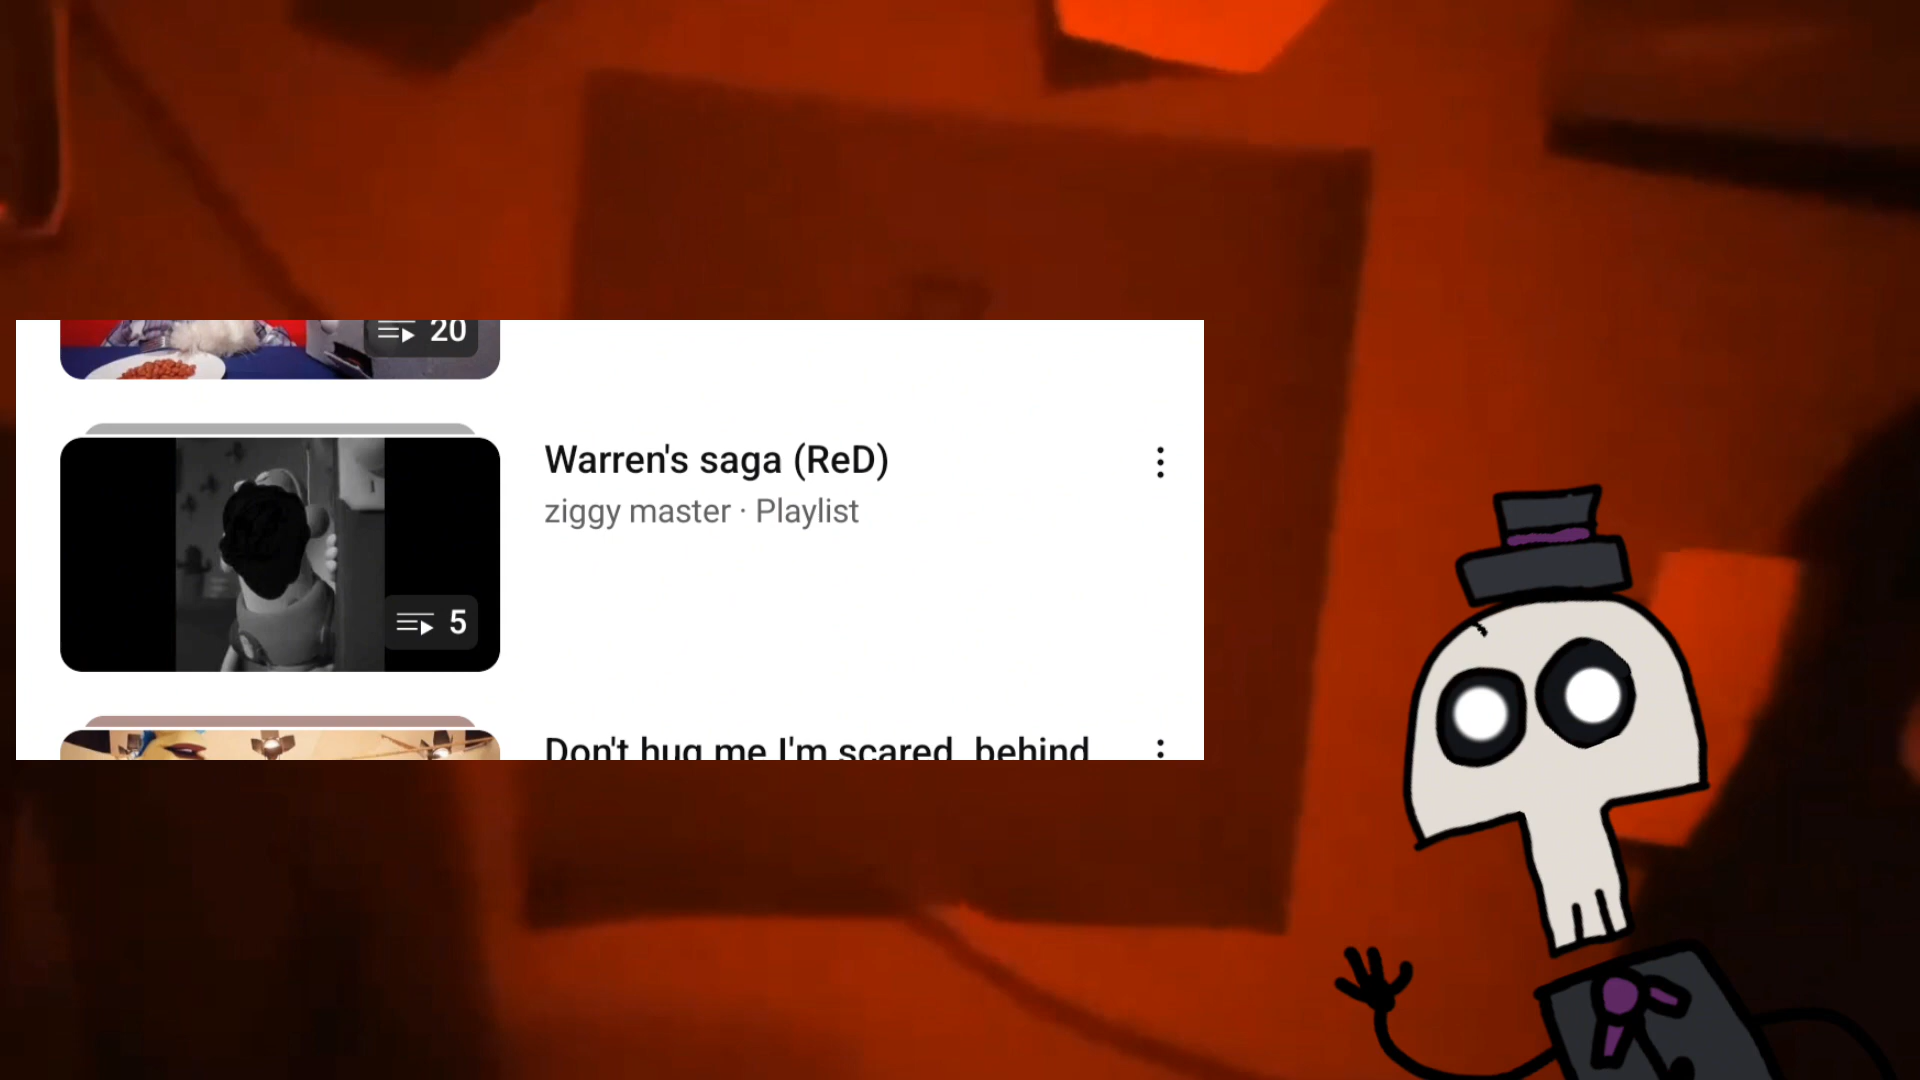 20
Warren's saga (ReD)
ziggy master · Playlist
5
Don't hug me I'm scared behind